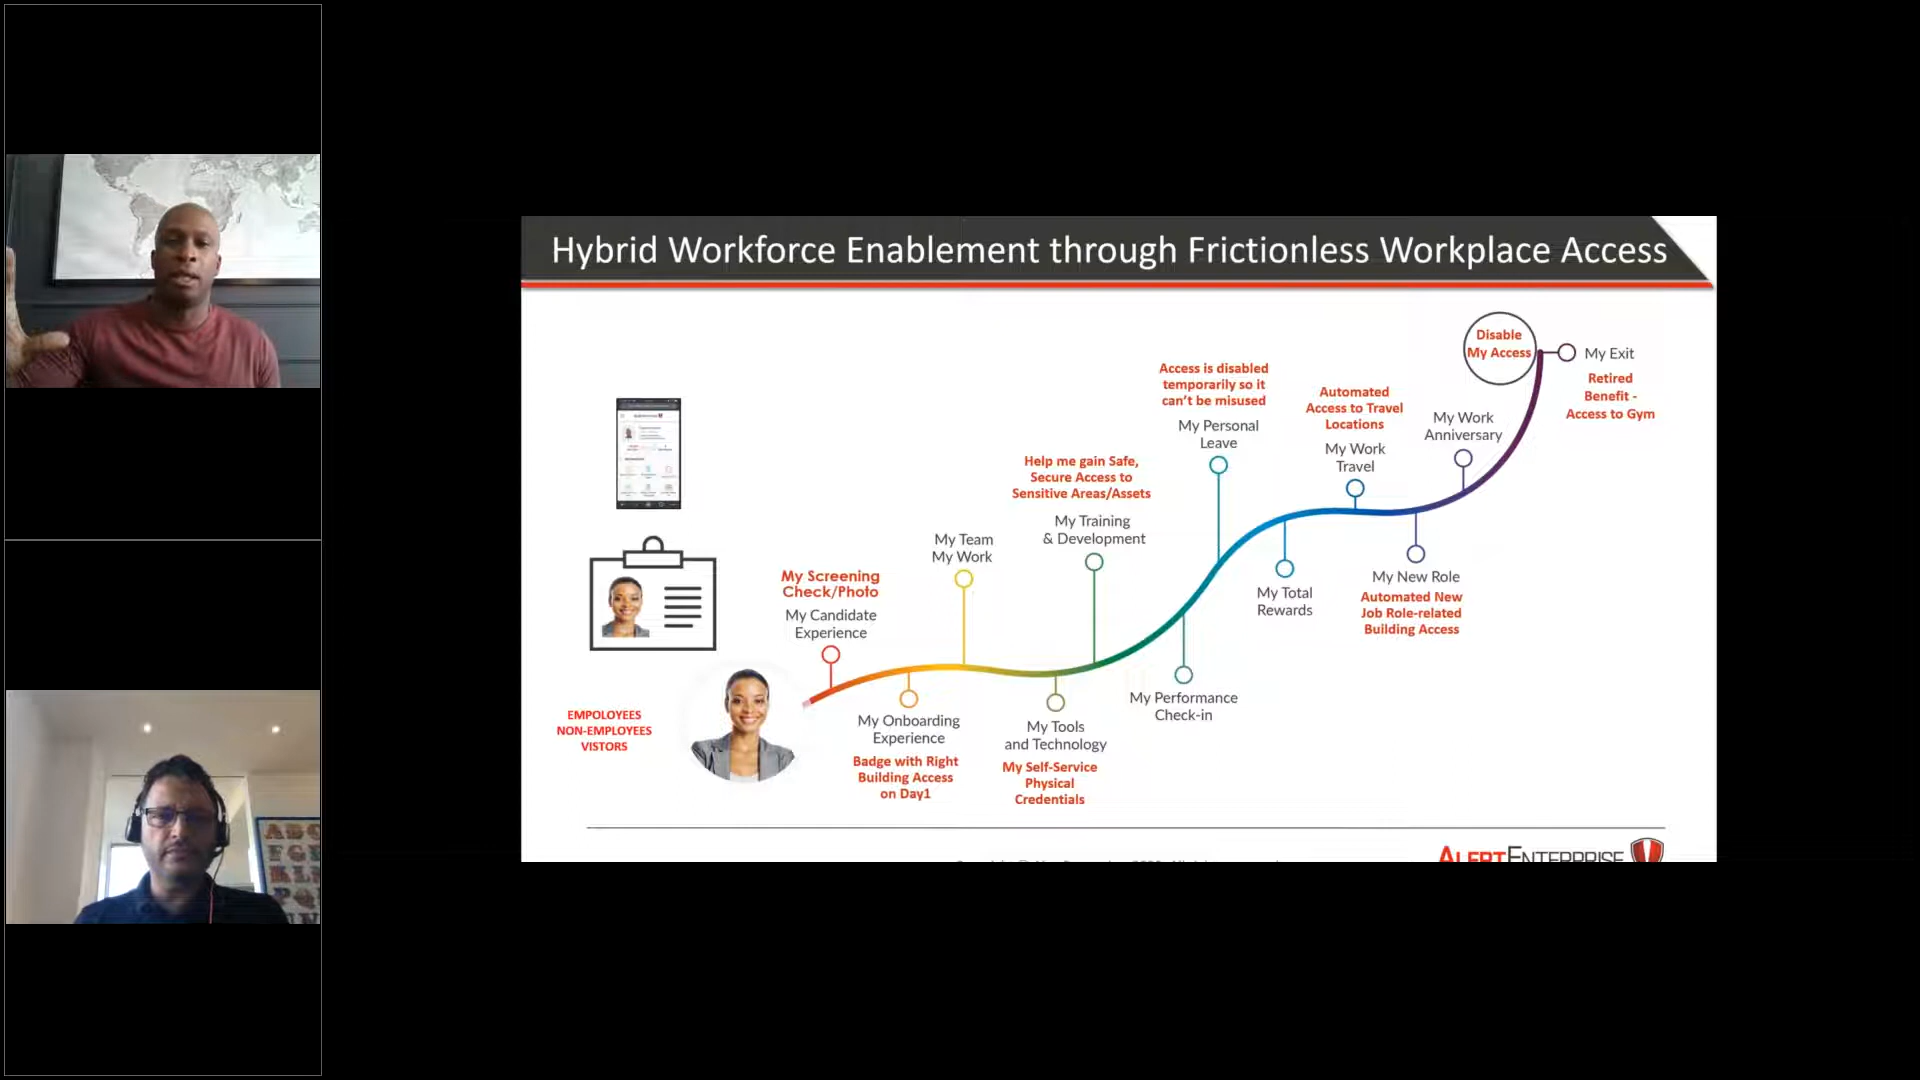 Hybrid Workforce Enablement through Frictionless Workplace Access
Disable
My Access
My Exit
Retired
Benefit -
Access to Gym
Access is disabled
temporarily so it
can't be misused
My Personal
Leave
Automated
Access to Travel
Locations
My Work
Travel
My Work
Anniversary
Help me gain Safe,
Secure Access to
Sensitive Areas/Assets
My Training
& Development
My Team
My Work
My Screening
Check/Photo
My Candidate
Experience
My Total
Rewards
My New Role
Automated New
Job Role-related
Building Access
My Performance
Check-in
EMPOLOYEES
NON-EMPLOYEES
VISTORS
My Onboarding
Experience
Badge with Right
Building Access
on Day1
My Tools
and Technology
My Self-Service
Physical
Credentials
ALERTENTERPRISE